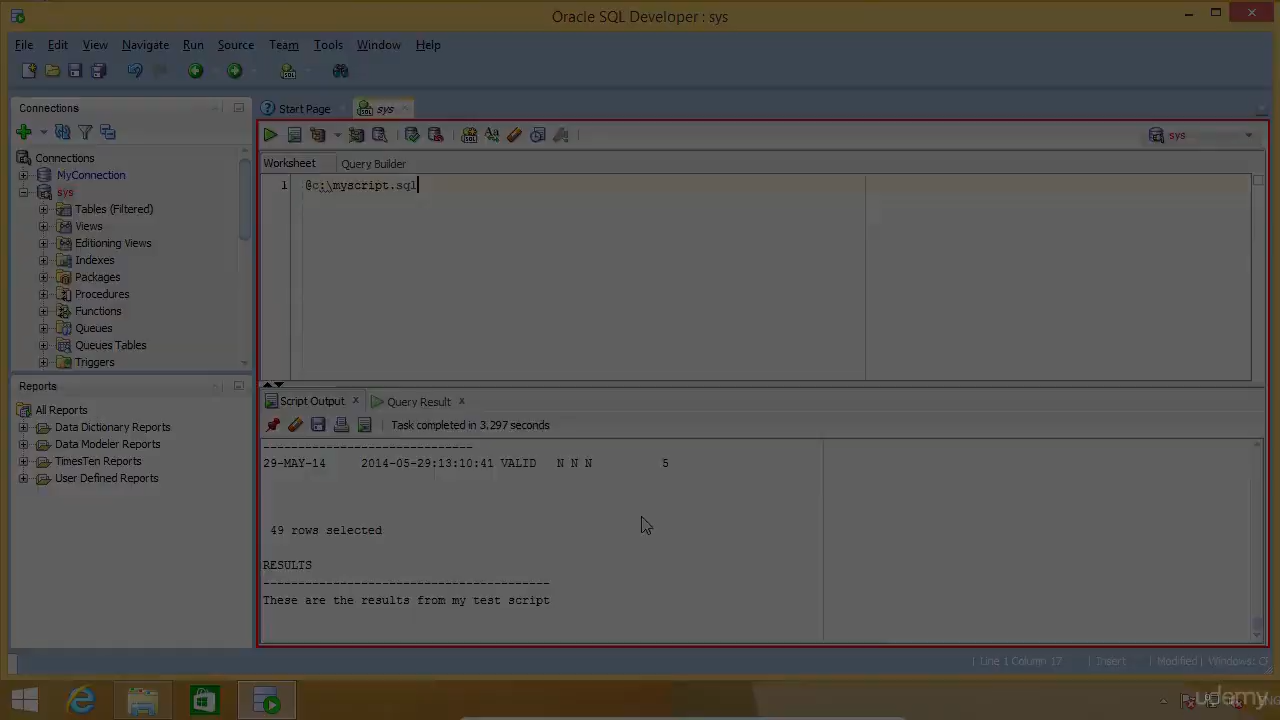 Oracle SQL Developer : sys
File Edit View Navigate Run Source Team Tools Window Help
Connections
Start Page
sys
sys
Worksheet
Query Builder
Connections
MyConnection
sys
Tables (Filtered)
Views
Editioning Views
Indexes
Packages
Procedures
Functions
Queues
Queues Tables
Triggers
1 @c:\myscript.sql
Reports
All Reports
Data Dictionary Reports
Data Modeler Reports
TimesTen Reports
User Defined Reports
Script Output
Query Result
Task completed in 3,297 seconds
----------------------------
29-MAY-14 2014-05-29:13:10:41 VALID N N N 5
49 rows selected
RESULTS
-----------------------------------------
These are the results from my test script
Line 1 Column 17
Insert
Modified
Windows:
udemy